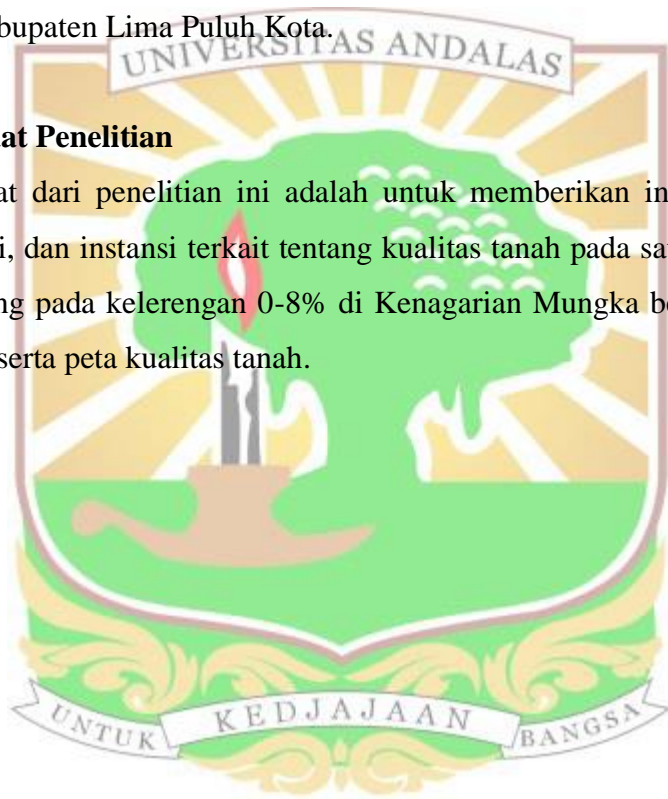 bupaten Lima Puluh Kota.
UNIVERSITAS ANDALAS
at Penelitian
at dari penelitian ini adalah untuk memberikan in
i, dan instansi terkait tentang kualitas tanah pada sa
ng pada kelerengan 0-8% di Kenagarian Mungka be
serta peta kualitas tanah.
UNTUK KEDJAJAAN BANGSA